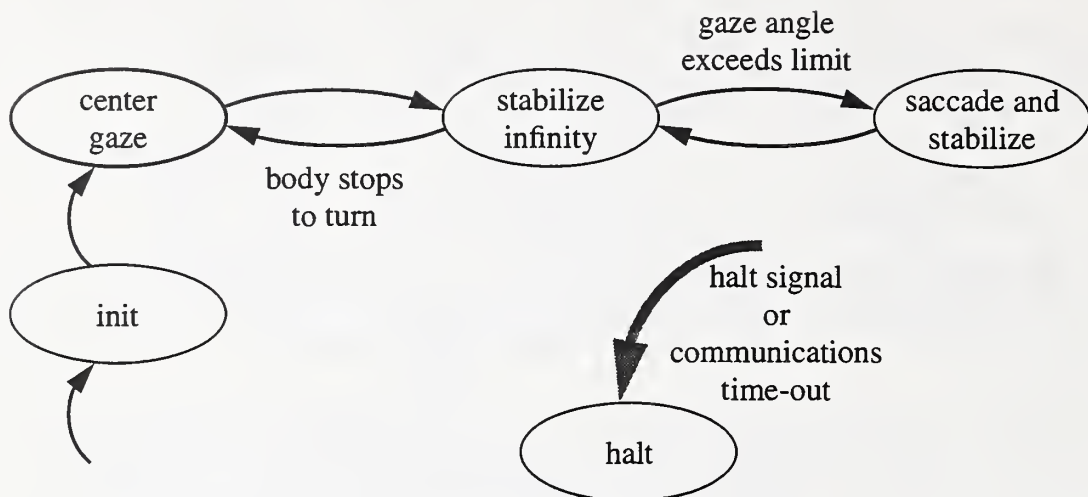 gaze angle
exceeds limit
center
gaze
stabilize
infinity
saccade and
stabilize
body stops
to turn
init
halt signal
or
communications
time-out
halt